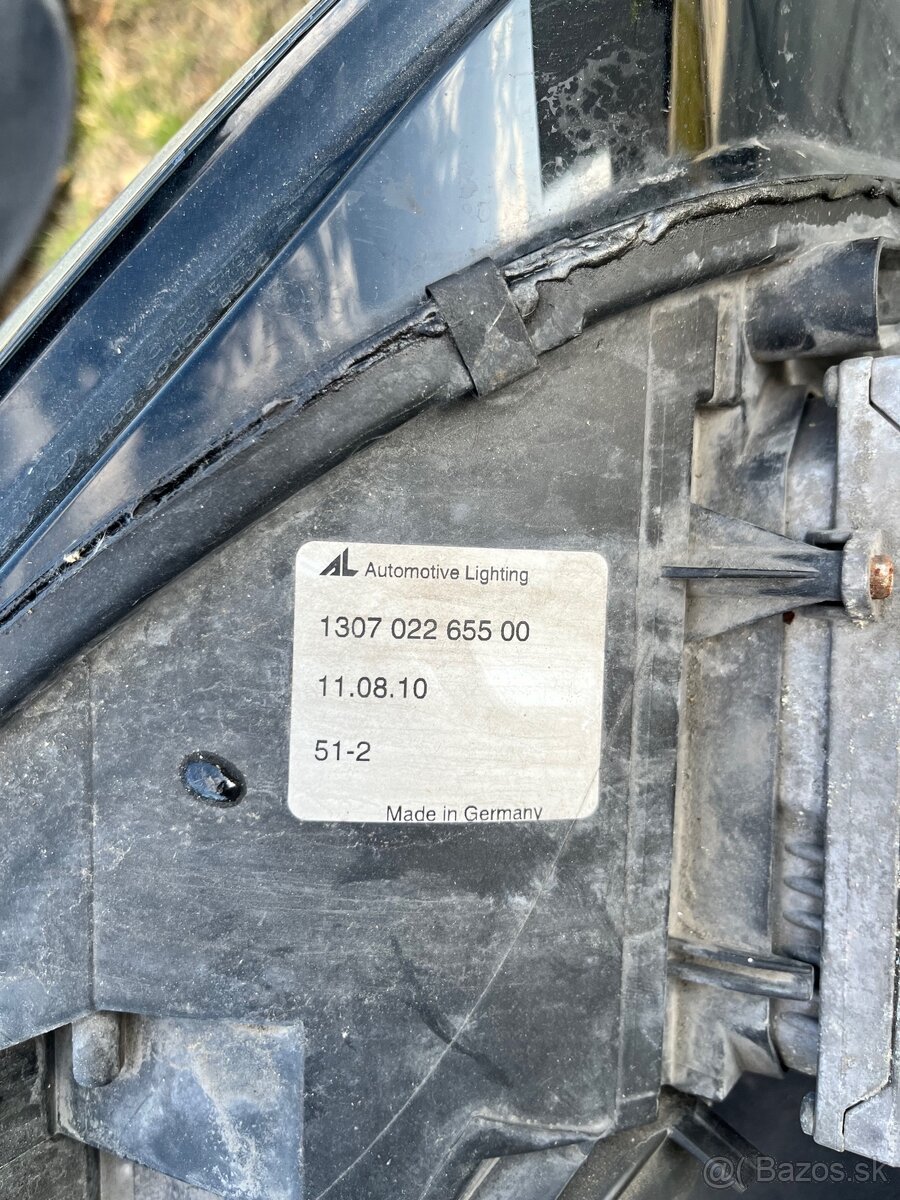 AL Automotive Lighting
1307 022 655 00
11.08.10
51-2
Made in Germany
@( Bazos.sk